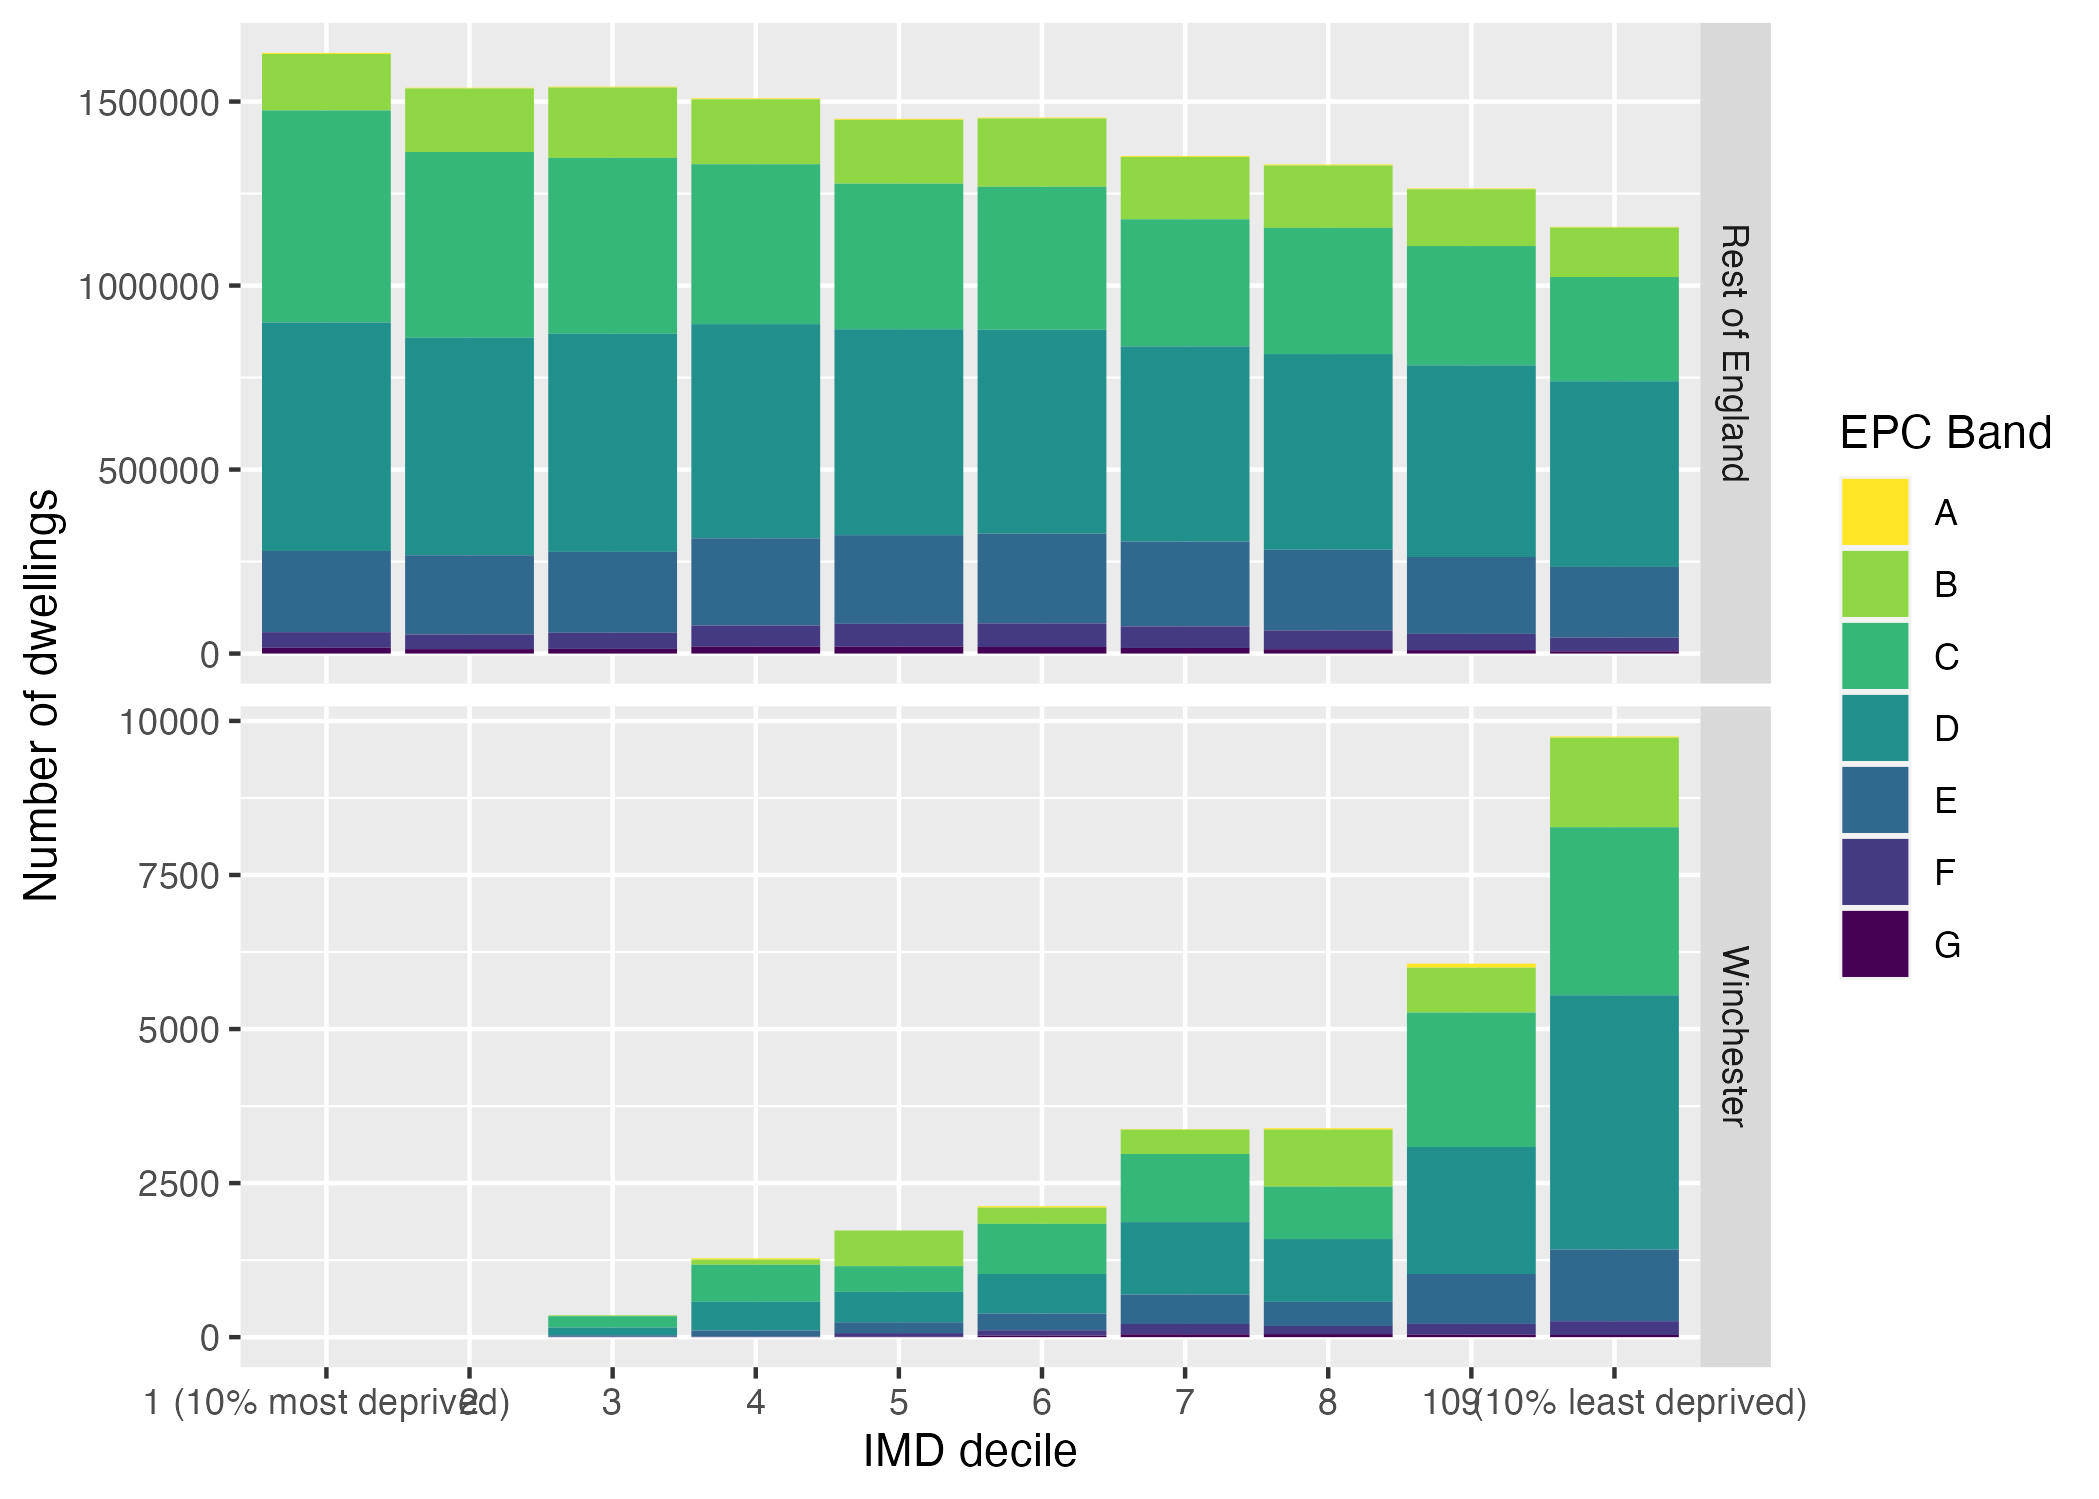 Number of dwellings
1500000
1000000
500000
0
Rest of England
10000
7500
5000
2500
0
Winchester
1 (10% most deprived)
2
3
4
5
6
7
8
9
10 (10% least deprived)
IMD decile
EPC Band
A
B
C
D
E
F
G